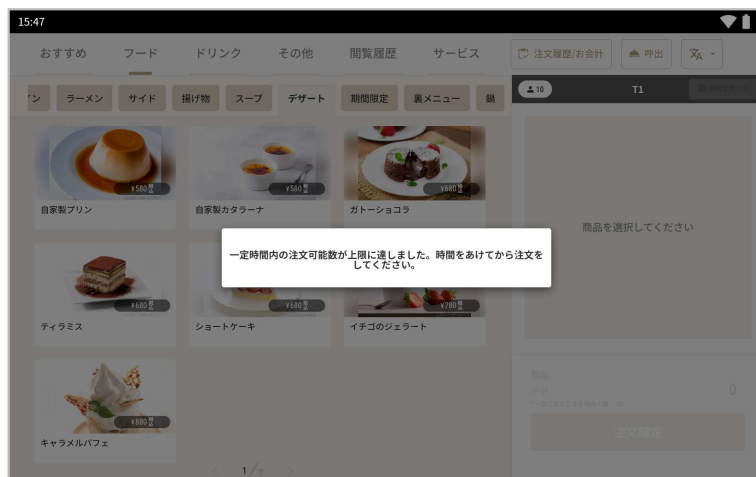 15:47
おすすめ フード ドリンク その他 閲覧履歴 サービス 注文履歴/お会計 呼出
ン ラーメン サイド 揚げ物 スープ デザート 期間限定 裏メニュー 鍋
10 T1
¥580 ¥580 ¥680
自家製プリン 自家製カタラーナ ガトーショコラ
商品を選択してください
一定時間内の注文可能数が上限に達しました。時間をあけてから注文を
してください。
¥680 ¥680 ¥780
ティラミス ショートケーキ イチゴのジェラート
¥880
キャラメルパフェ
0
注文確定
< 1/1 >